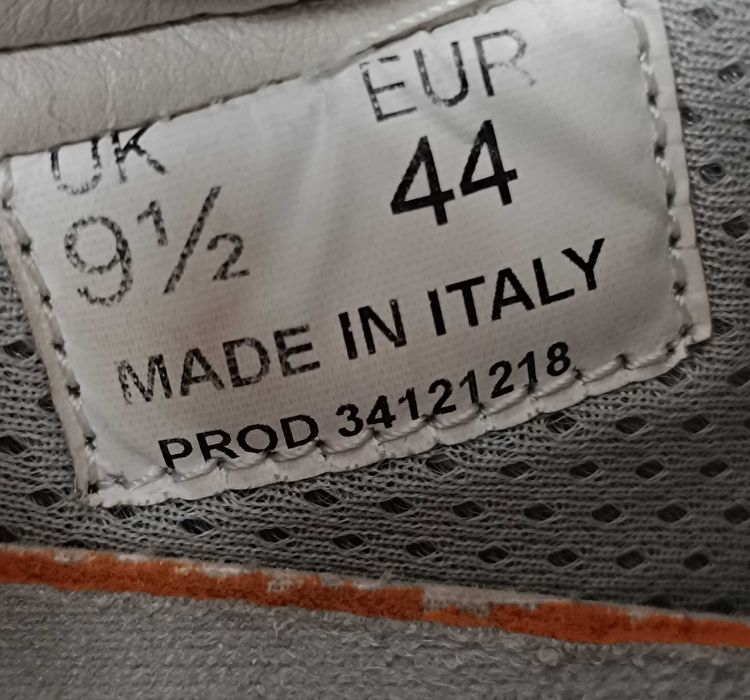 UK EUR
9½ 44
MADE IN ITALY
PROD 34121218